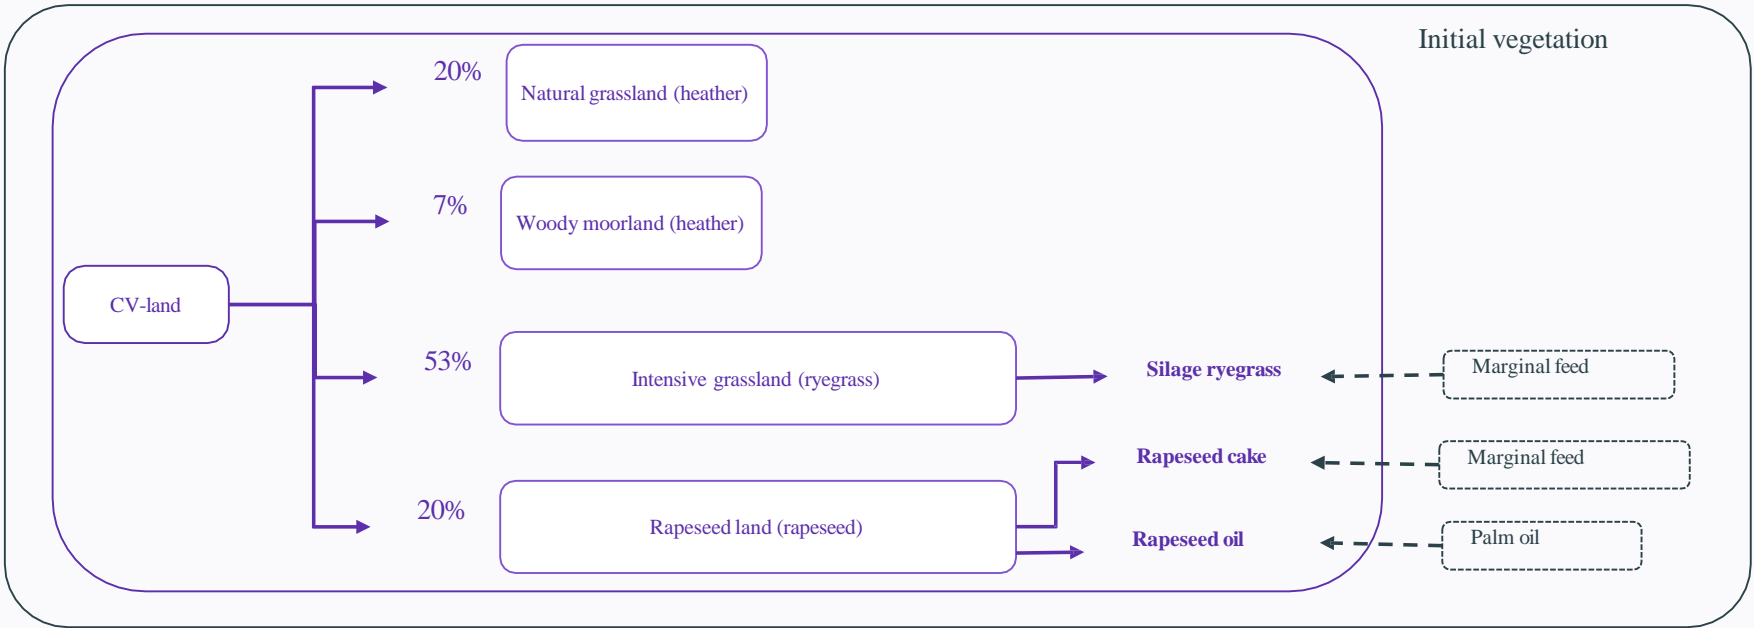 Initial vegetation
20%
Natural grassland (heather)
7%
Woody moorland (heather)
CV-land
53%
Intensive grassland (ryegrass)
Silage ryegrass
Marginal feed
Rapeseed cake
Marginal feed
20%
Rapeseed land (rapeseed)
Rapeseed oil
Palm oil